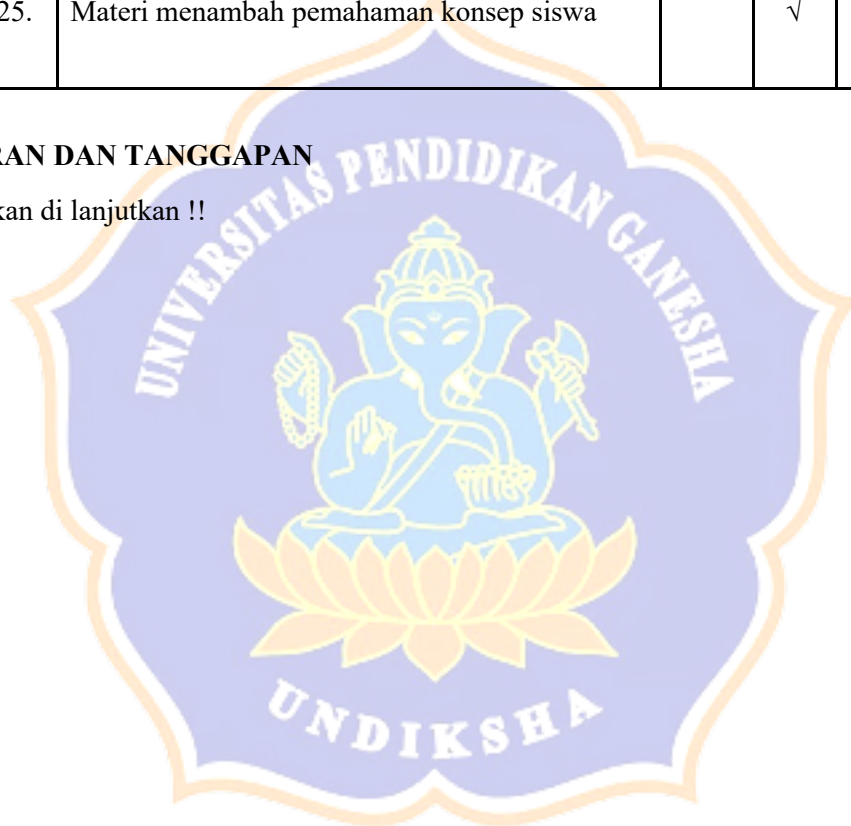 25. Materi menambah pemahaman konsep siswa √
RAN DAN TANGGAPAN
kan di lanjutkan !!
UNIVERSITAS PENDIDIKAN GANESHA
UNDIKSHA